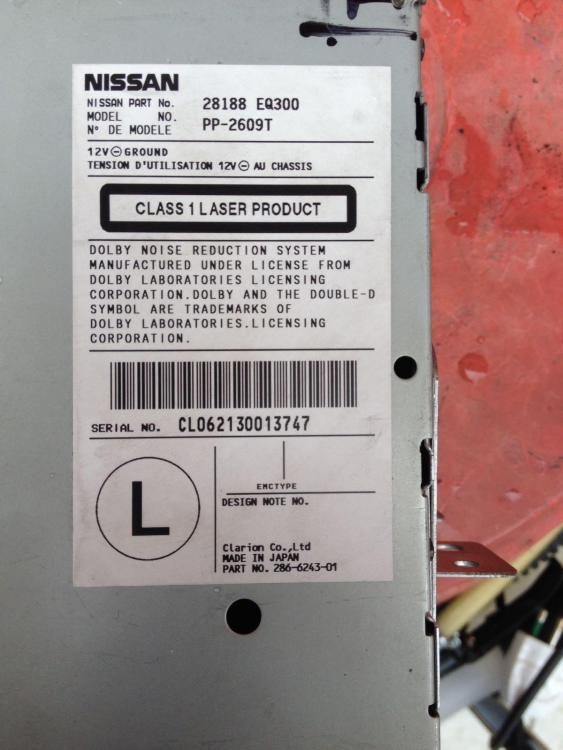 NISSAN
NISSAN PART No. 28188 EQ300
MODEL NO. PP-2609T
N° DE MODELE
12V⊖GROUND
TENSION D'UTILISATION 12V⊖ AU CHASSIS
CLASS 1 LASER PRODUCT
DOLBY NOISE REDUCTION SYSTEM
MANUFACTURED UNDER LICENSE FROM
DOLBY LABORATORIES LICENSING
CORPORATION.DOLBY AND THE DOUBLE-D
SYMBOL ARE TRADEMARKS OF
DOLBY LABORATORIES.LICENSING
CORPORATION.
SERIAL NO. CL062130013747
L
EMCTYPE
DESIGN NOTE NO.
Clarion Co.,Ltd
MADE IN JAPAN
PART NO. 286-6243-01